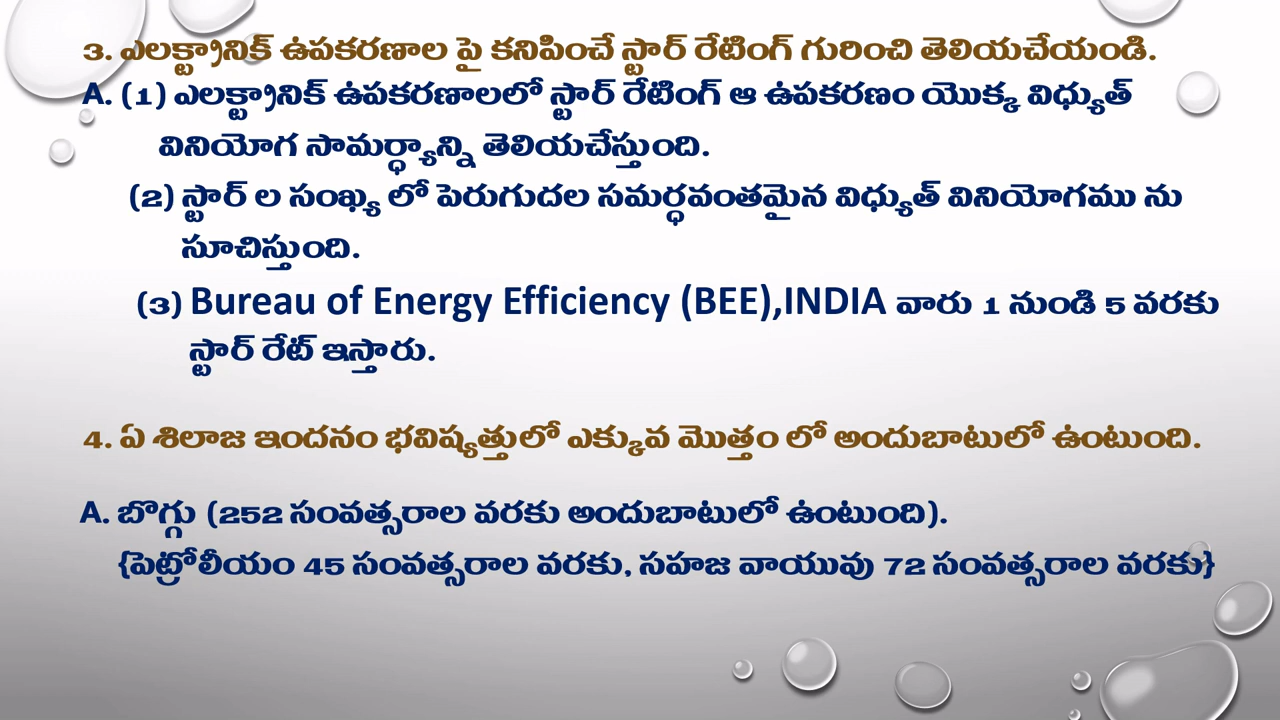 3. ఎలక్ట్రానిక్ ఉపకరణాల పై కనిపించే స్టార్ రేటింగ్ గురించి తెలియచేయండి.
A. (1) ఎలక్ట్రానిక్ ఉపకరణాలలో స్టార్ రేటింగ్ ఆ ఉపకరణం యొక్క విధ్యుత్
వినియోగ సామర్ధ్యాన్ని తెలియచేస్తుంది.
(2) స్టార్ ల సంఖ్య లో పెరుగుదల సమర్ధవంతమైన విధ్యుత్ వినియోగము ను
సూచిస్తుంది.
(3) Bureau of Energy Efficiency (BEE),INDIA వారు 1 నుండి 5 వరకు
స్టార్ రేట్ ఇస్తారు.
4. ఏ శిలాజ ఇందనం భవిష్యత్తులో ఎక్కువ మొత్తం లో అందుబాటులో ఉంటుంది.
A. బొగ్గు (252 సంవత్సరాల వరకు అందుబాటులో ఉంటుంది).
{పెట్రోలీయం 45 సంవత్సరాల వరకు, సహజ వాయువు 72 సంవత్సరాల వరకు}